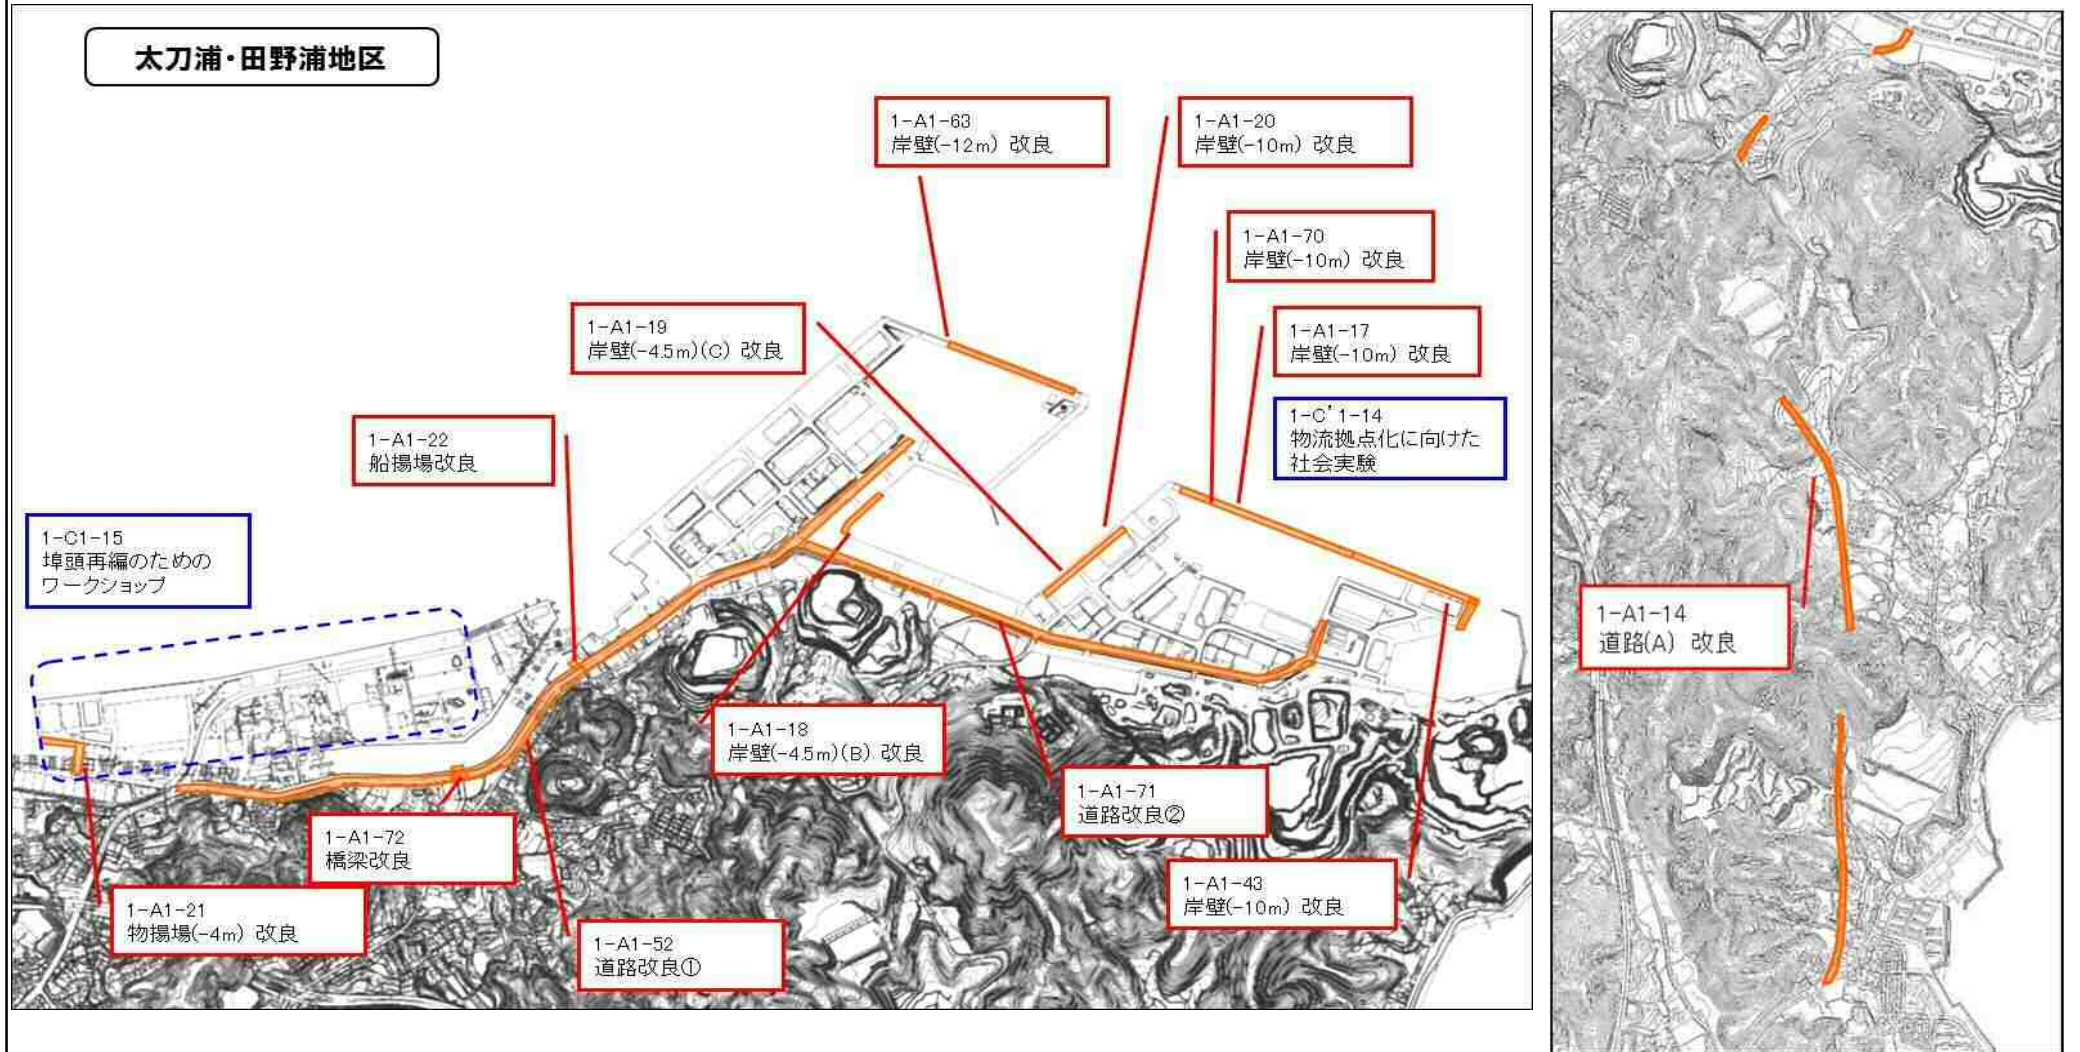 太刀浦・田野浦地区
1-A1-63
岸壁(-12m) 改良
1-A1-20
岸壁(-10m) 改良
1-A1-70
岸壁(-10m) 改良
1-A1-19
岸壁(-4.5m)(C) 改良
1-A1-17
岸壁(-10m) 改良
1-C'1-14
物流拠点化に向けた
社会実験
1-A1-22
船揚場改良
1-C1-15
埠頭再編のための
ワークショップ
1-A1-18
岸壁(-4.5m)(B) 改良
1-A1-71
道路改良②
1-A1-72
橋梁改良
1-A1-43
岸壁(-10m) 改良
1-A1-21
物揚場(-4m) 改良
1-A1-52
道路改良①
1-A1-14
道路(A) 改良